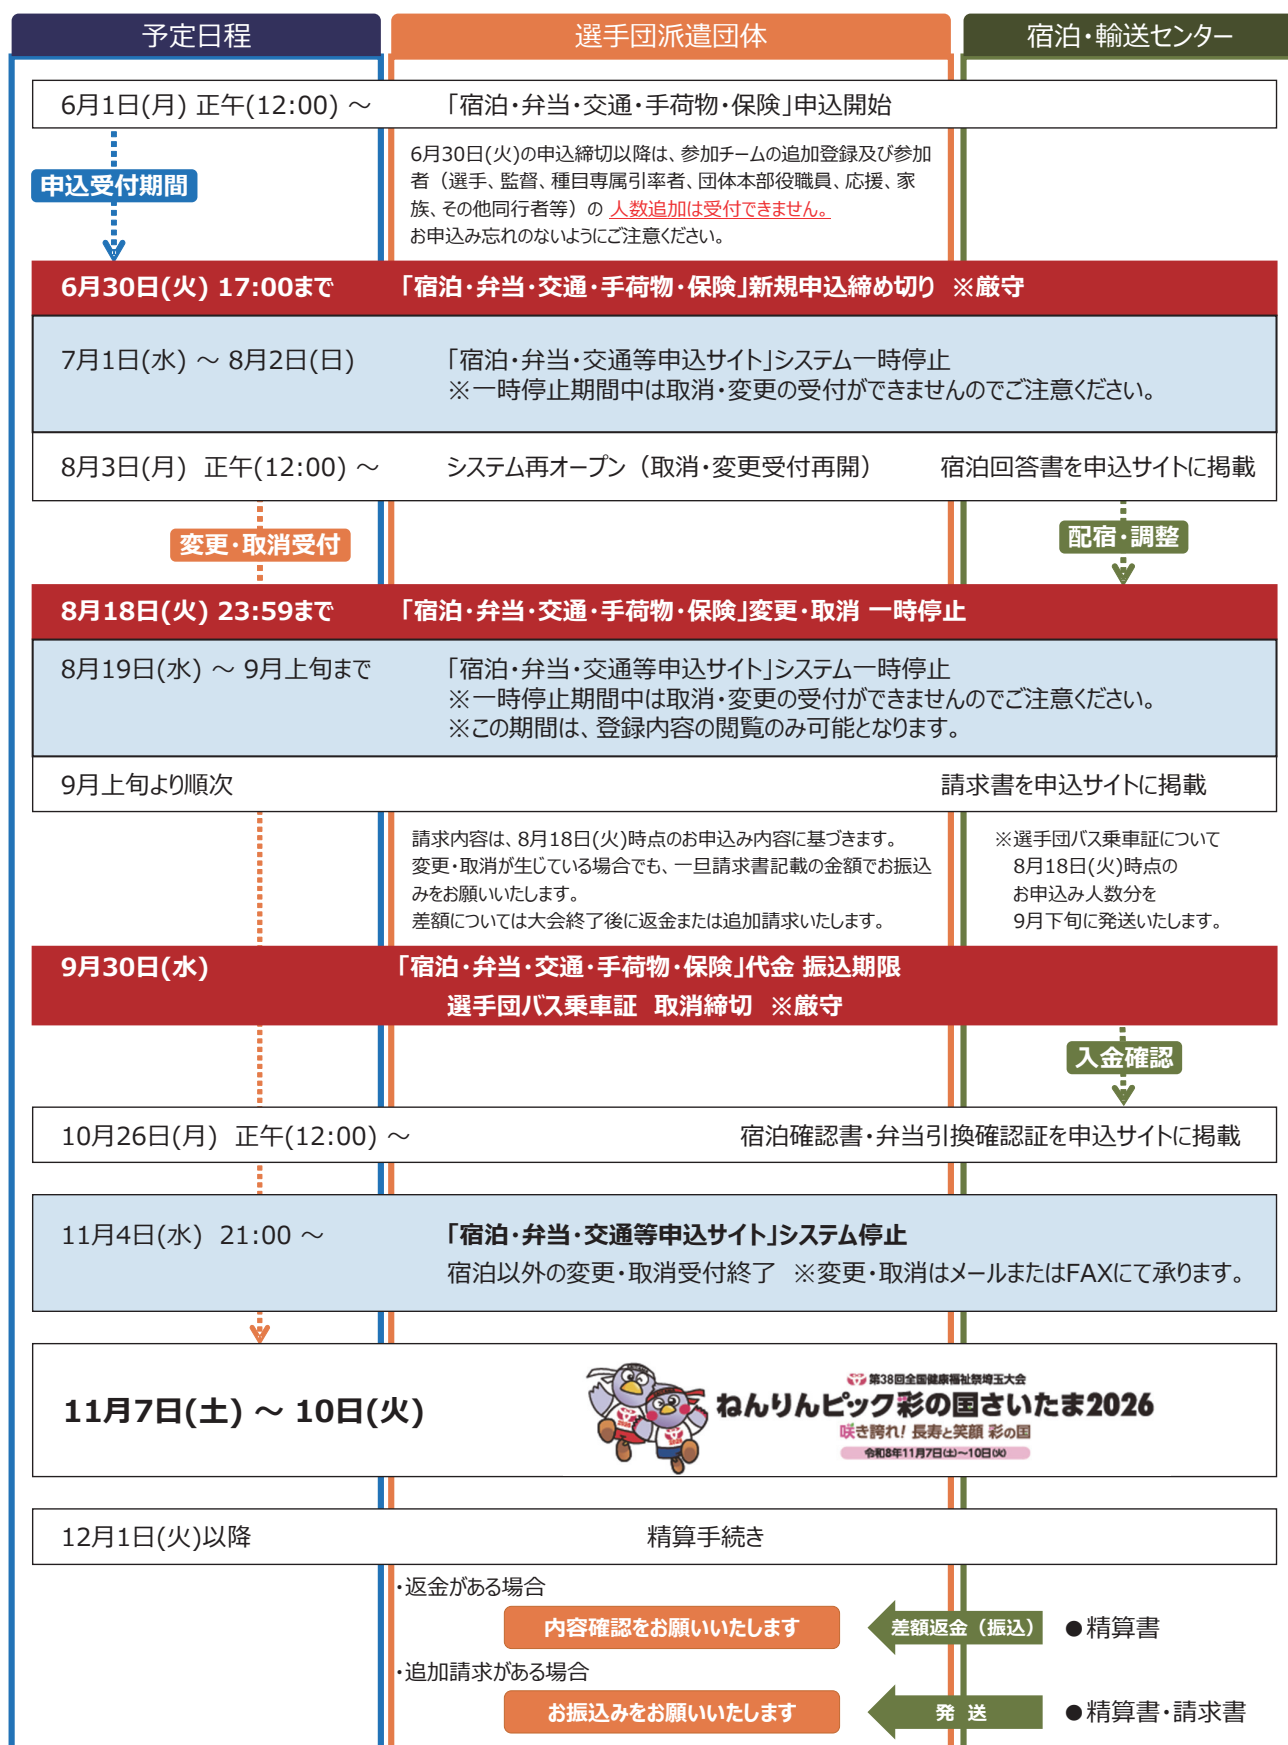 予定日程
選手団派遣団体
宿泊・輸送センター
6月1日(月) 正午(12:00) ～ 「宿泊・弁当・交通・手荷物・保険」申込開始
申込受付期間
6月30日(火)の申込締切以降は、参加チームの追加登録及び参加
者（選手、監督、種目専属引率者、団体本部役職員、応援、家
族、その他同行者等）の 人数追加は受付できません。
お申込み忘れのないようにご注意ください。
6月30日(火) 17:00まで 「宿泊・弁当・交通・手荷物・保険」新規申込締め切り ※厳守
7月1日(水) ～ 8月2日(日) 「宿泊・弁当・交通等申込サイト」システム一時停止
※一時停止期間中は取消・変更の受付ができませんのでご注意ください。
8月3日(月) 正午(12:00) ～ システム再オープン（取消・変更受付再開） 宿泊回答書を申込サイトに掲載
変更・取消受付
配宿・調整
8月18日(火) 23:59まで 「宿泊・弁当・交通・手荷物・保険」変更・取消 一時停止
8月19日(水) ～ 9月上旬まで 「宿泊・弁当・交通等申込サイト」システム一時停止
※一時停止期間中は取消・変更の受付ができませんのでご注意ください。
※この期間は、登録内容の閲覧のみ可能となります。
9月上旬より順次 請求書を申込サイトに掲載
請求内容は、8月18日(火)時点のお申込み内容に基づきます。
変更・取消が生じている場合でも、一旦請求書記載の金額でお振込
みをお願いいたします。
差額については大会終了後に返金または追加請求いたします。
※選手団バス乗車証について
8月18日(火)時点の
お申込み人数分を
9月下旬に発送いたします。
9月30日(水) 「宿泊・弁当・交通・手荷物・保険」代金 振込期限
選手団バス乗車証 取消締切 ※厳守
入金確認
10月26日(月) 正午(12:00) ～ 宿泊確認書・弁当引換確認証を申込サイトに掲載
11月4日(水) 21:00 ～ 「宿泊・弁当・交通等申込サイト」システム停止
宿泊以外の変更・取消受付終了 ※変更・取消はメールまたはFAXにて承ります。
11月7日(土) ～ 10日(火)
第38回全国健康福祉祭埼玉大会
ねんりんピック彩の国さいたま2026
咲き誇れ! 長寿と笑顔 彩の国
令和8年11月7日(土)～10日(火)
12月1日(火)以降 精算手続き
・返金がある場合
内容確認をお願いいたします 差額返金（振込） ●精算書
・追加請求がある場合
お振込みをお願いいたします 発 送 ●精算書・請求書